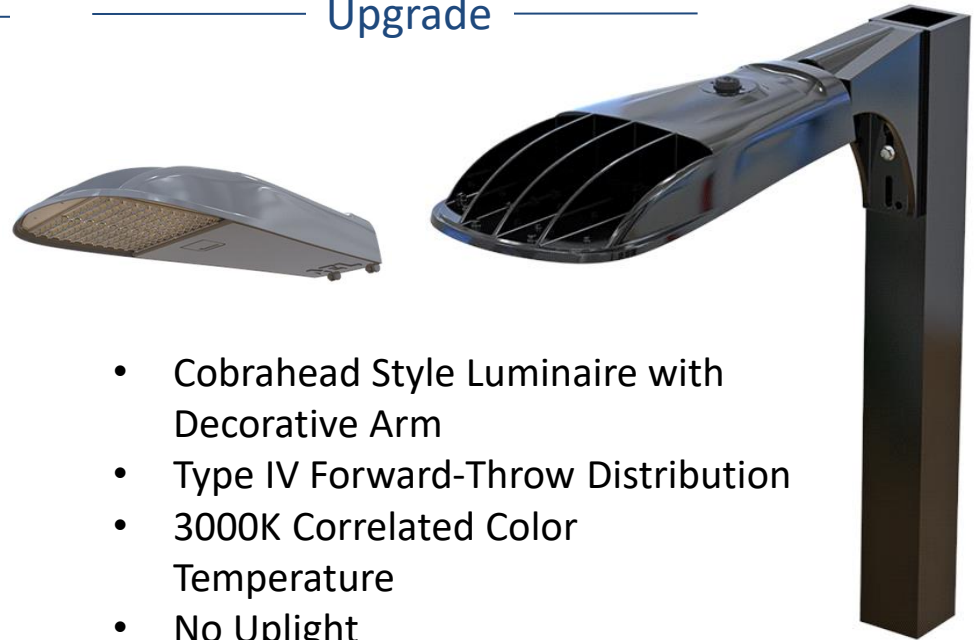 Upgrade
• Cobrahead Style Luminaire with
Decorative Arm
• Type IV Forward-Throw Distribution
• 3000K Correlated Color
Temperature
• No Uplight